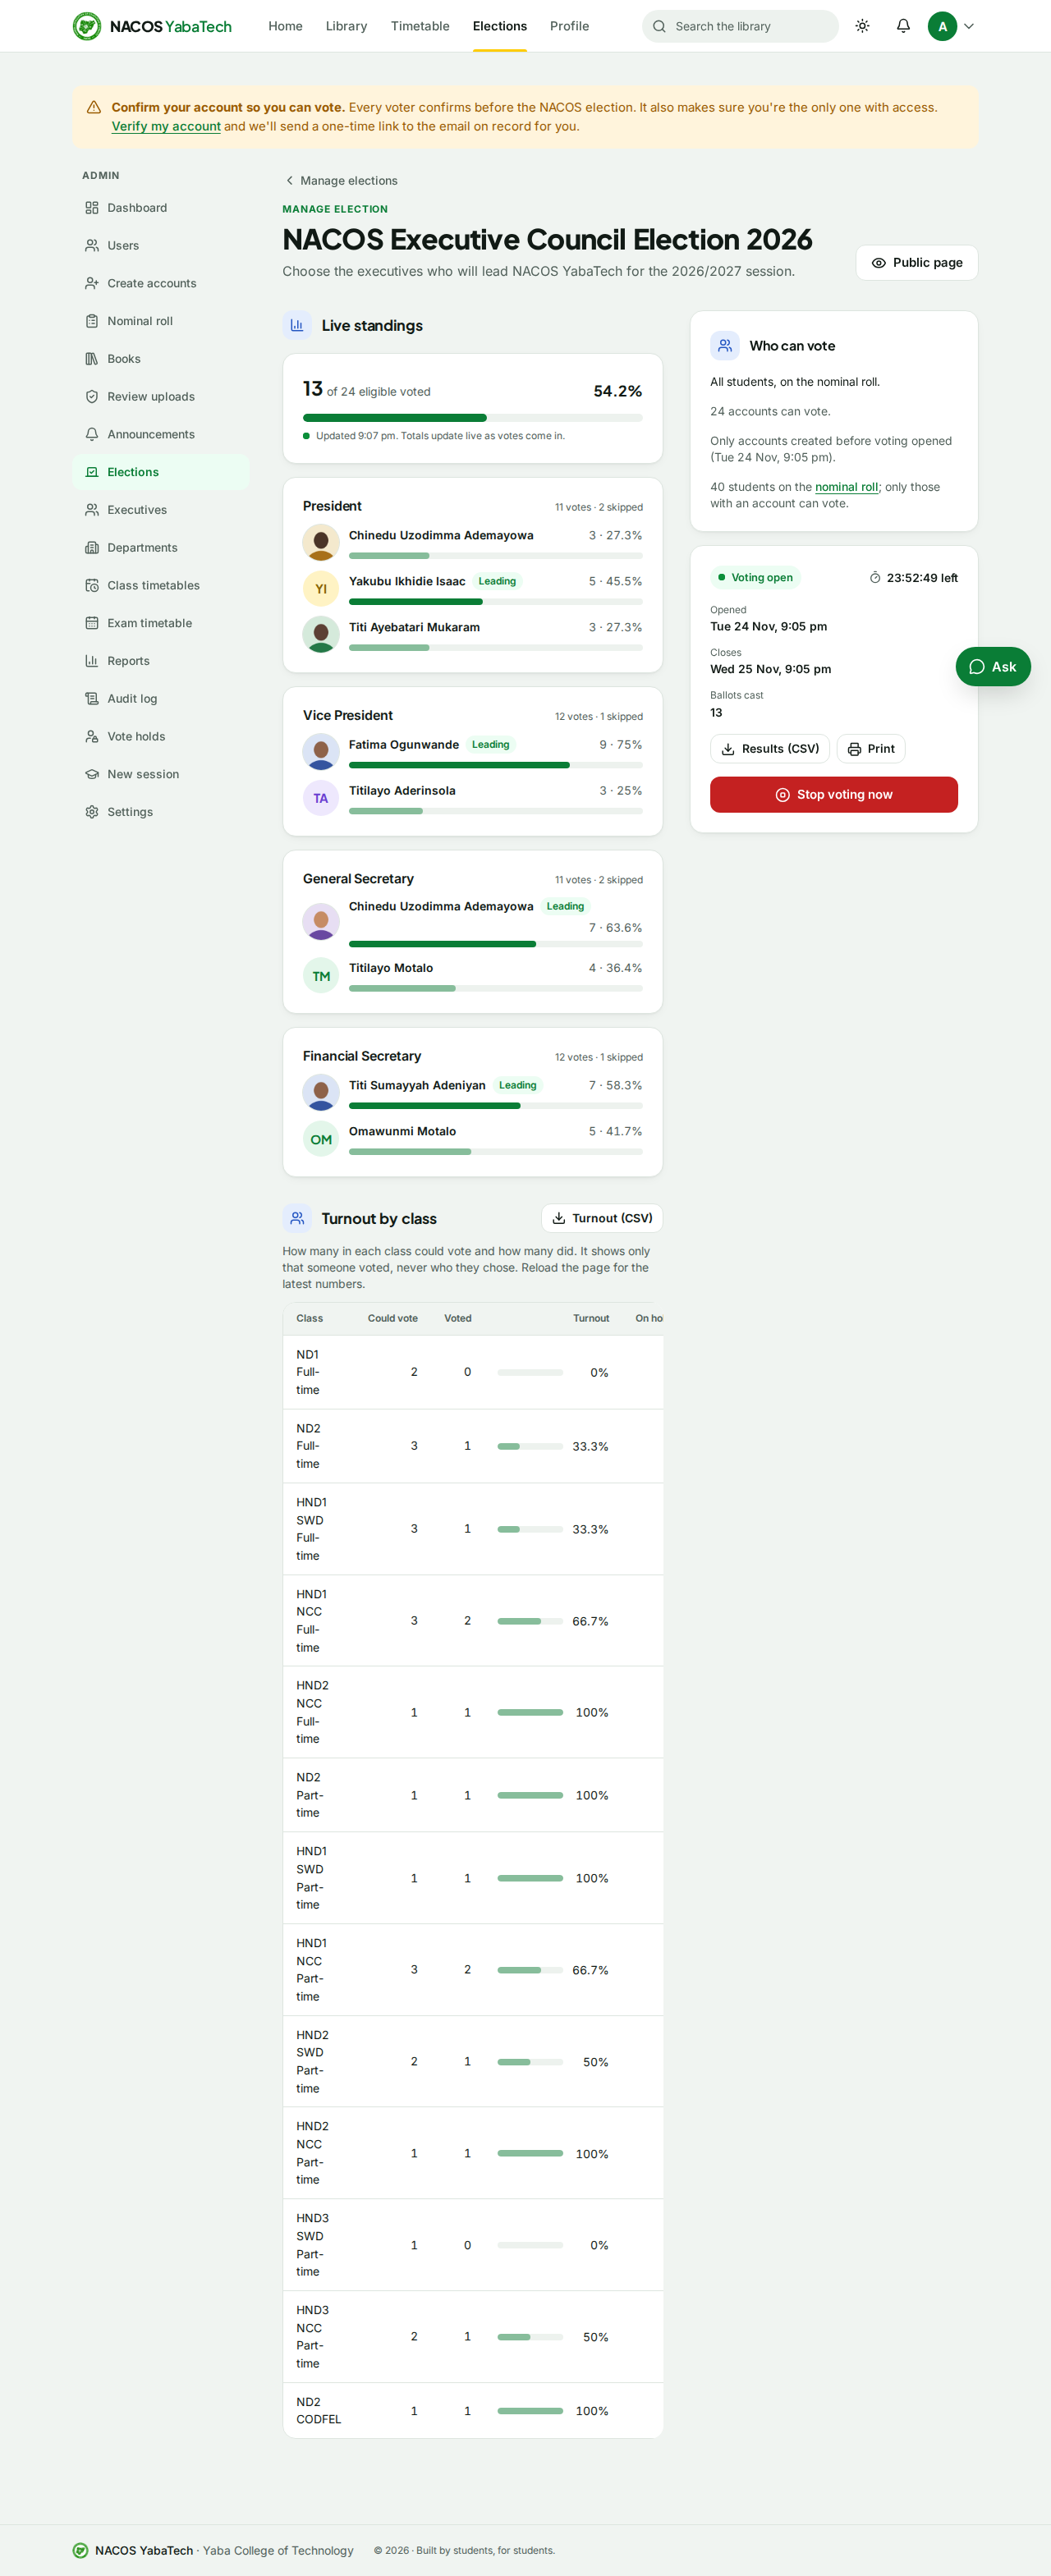 NACOS YabaTech
Home
Library
Timetable
Elections
Profile
Search the library
A
Confirm your account so you can vote. Every voter confirms before the NACOS election. It also makes sure you're the only one with access.
Verify my account and we'll send a one-time link to the email on record for you.
ADMIN
Dashboard
Users
Create accounts
Nominal roll
Books
Review uploads
Announcements
Elections
Executives
Departments
Class timetables
Exam timetable
Reports
Audit log
Vote holds
New session
Settings
Manage elections
MANAGE ELECTION
NACOS Executive Council Election 2026
Choose the executives who will lead NACOS YabaTech for the 2026/2027 session.
Public page
Live standings
13 of 24 eligible voted 54.2%
Updated 9:07 pm. Totals update live as votes come in.
President 11 votes · 2 skipped
Chinedu Uzodimma Ademayowa 3 · 27.3%
YI
Yakubu Ikhidie Isaac Leading 5 · 45.5%
Titi Ayebatari Mukaram 3 · 27.3%
Vice President 12 votes · 1 skipped
Fatima Ogunwande Leading 9 · 75%
TA
Titilayo Aderinsola 3 · 25%
General Secretary 11 votes · 2 skipped
Chinedu Uzodimma Ademayowa Leading
7 · 63.6%
TM
Titilayo Motalo 4 · 36.4%
Financial Secretary 12 votes · 1 skipped
Titi Sumayyah Adeniyan Leading 7 · 58.3%
OM
Omawunmi Motalo 5 · 41.7%
Turnout by class
Turnout (CSV)
How many in each class could vote and how many did. It shows only
that someone voted, never who they chose. Reload the page for the
latest numbers.
Class Could vote Voted Turnout On
ND1
Full-
time
2 0 0%
ND2
Full-
time
3 1 33.3%
HND1
SWD
Full-
time
3 1 33.3%
HND1
NCC
Full-
time
3 2 66.7%
HND2
NCC
Full-
time
1 1 100%
ND2
Part-
time
1 1 100%
HND1
SWD
Part-
time
1 1 100%
HND1
NCC
Part-
time
3 2 66.7%
HND2
SWD
Part-
time
2 1 50%
HND2
NCC
Part-
time
1 1 100%
HND3
SWD
Part-
time
1 0 0%
HND3
NCC
Part-
time
2 1 50%
ND2
CODFEL
1 1 100%
Who can vote
All students, on the nominal roll.
24 accounts can vote.
Only accounts created before voting opened
(Tue 24 Nov, 9:05 pm).
40 students on the nominal roll; only those
with an account can vote.
Voting open 23:52:49 left
Opened
Tue 24 Nov, 9:05 pm
Closes
Wed 25 Nov, 9:05 pm
Ballots cast
13
Results (CSV)
Print
Stop voting now
Ask
NACOS YabaTech · Yaba College of Technology © 2026 · Built by students, for students.